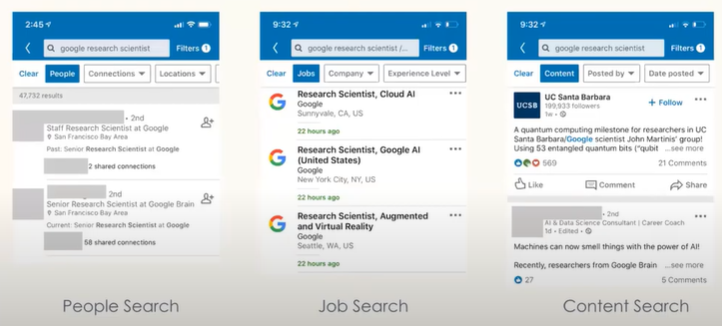 2:45
google research scientist
Filters 1
Clear
People
Connections
Locations
47,732 results
• 2nd
Staff Research Scientist at Google
San Francisco Bay Area
Past: Senior Research Scientist at Google
2 shared connections
2nd
Senior Research Scientist at Google Brain
San Francisco Bay Area
Current: Senior Research Scientist at Google
58 shared connections
People Search
9:32
google research scientist /...
Filters 1
Clear
Jobs
Company
Experience Level
Research Scientist, Cloud AI
Google
Sunnyvale, CA, US
22 hours ago
Research Scientist, Google AI
(United States)
Google
New York City, NY, US
22 hours ago
Research Scientist, Augmented
and Virtual Reality
Google
Seattle, WA, US
22 hours ago
Job Search
9:32
google research scientist
Filters 1
Clear
Content
Posted by
Date posted
UCSB
UC Santa Barbara
199,933 followers
1w •
+ Follow
A quantum computing milestone for researchers in UC
Santa Barbara/Google scientist John Martinis' group!
Using 53 entangled quantum bits ("qubit ...see more
569
21 Comments
Like
Comment
Share
• 2nd
AI & Data Science Consultant | Career Coach
1d • Edited •
Machines can now smell things with the power of AI!
Recently, researchers from Google Brain ...see more
27
5 Comments
Content Search